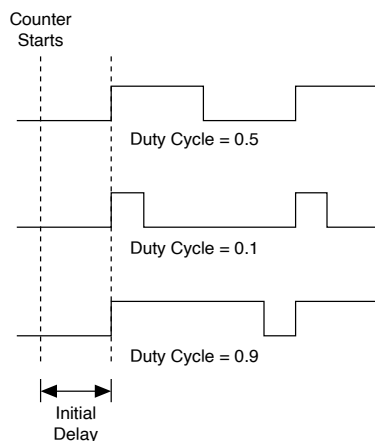 Counter
Starts
Duty Cycle = 0.5
Duty Cycle = 0.1
Duty Cycle = 0.9
Initial
Delay